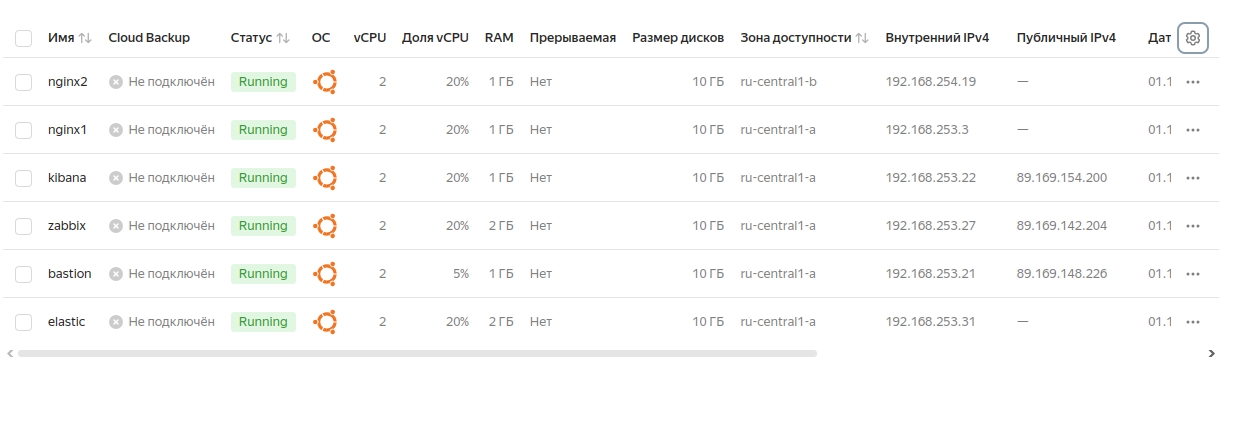 Имя Cloud Backup Статус ОС vCPU Доля vCPU RAM Прерываемая Размер дисков Зона доступности Внутренний IPv4 Публичный IPv4 Дат
nginx2 Не подключён Running 2 20% 1 ГБ Нет 10 ГБ ru-central1-b 192.168.254.19 — 01.1
nginx1 Не подключён Running 2 20% 1 ГБ Нет 10 ГБ ru-central1-a 192.168.253.3 — 01.1
kibana Не подключён Running 2 20% 1 ГБ Нет 10 ГБ ru-central1-a 192.168.253.22 89.169.154.200 01.1
zabbix Не подключён Running 2 20% 2 ГБ Нет 10 ГБ ru-central1-a 192.168.253.27 89.169.142.204 01.1
bastion Не подключён Running 2 5% 1 ГБ Нет 10 ГБ ru-central1-a 192.168.253.21 89.169.148.226 01.1
elastic Не подключён Running 2 20% 2 ГБ Нет 10 ГБ ru-central1-a 192.168.253.31 — 01.1